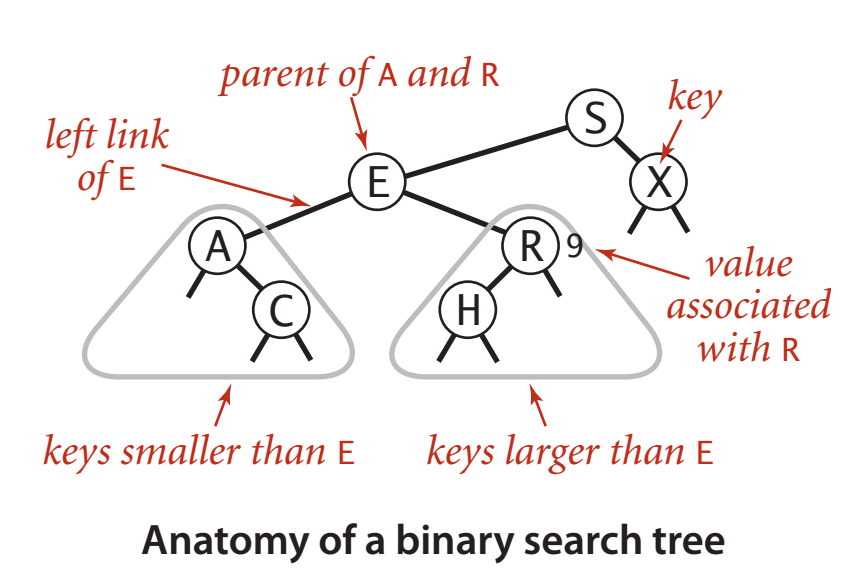 parent of A and R
key
left link
of E
S
E
X
A
R 9
C
H
value
associated
with R
keys smaller than E
keys larger than E
Anatomy of a binary search tree